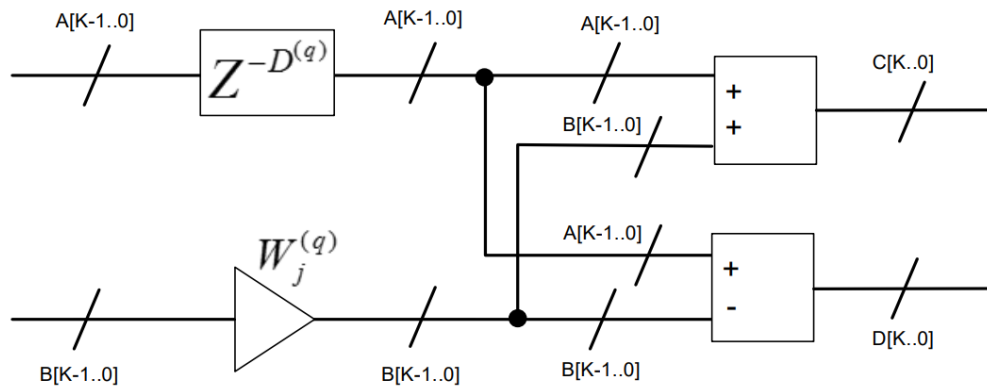 A[K-1..0]
A[K-1..0]
A[K-1..0]
C[K..0]
Z^{-D^{(q)}}
+
+
B[K-1..0]
A[K-1..0]
W_j^{(q)}
+
-
B[K-1..0]
B[K-1..0]
B[K-1..0]
D[K..0]